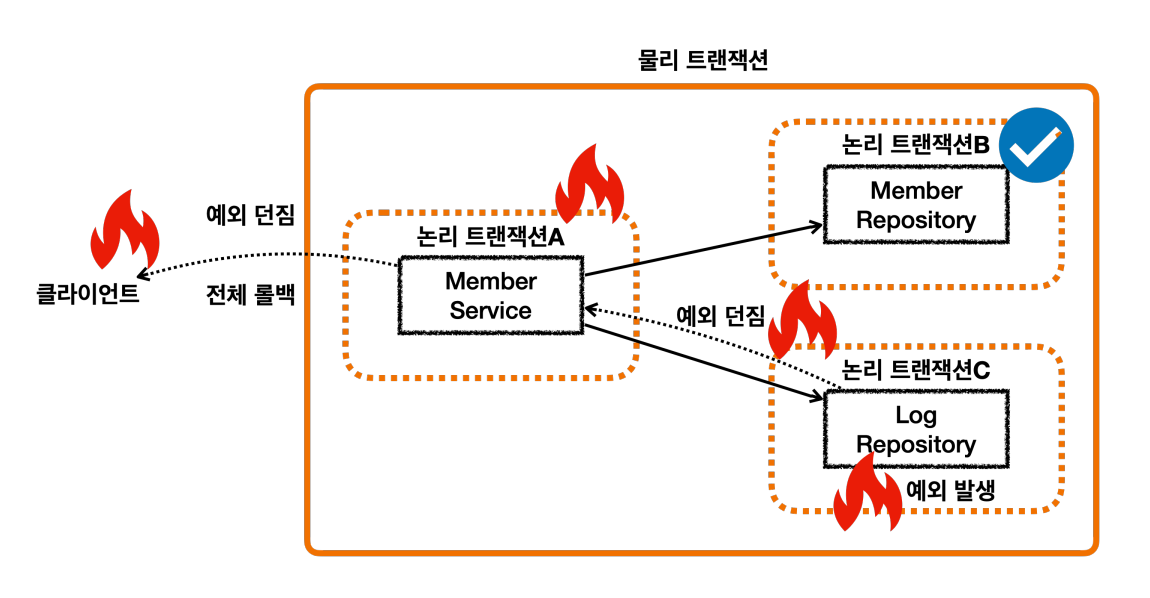 물리 트랜잭션
논리 트랜잭션B
Member
Repository
예외 던짐
논리 트랜잭션A
Member
Service
클라이언트
전체 롤백
예외 던짐
논리 트랜잭션C
Log
Repository
예외 발생